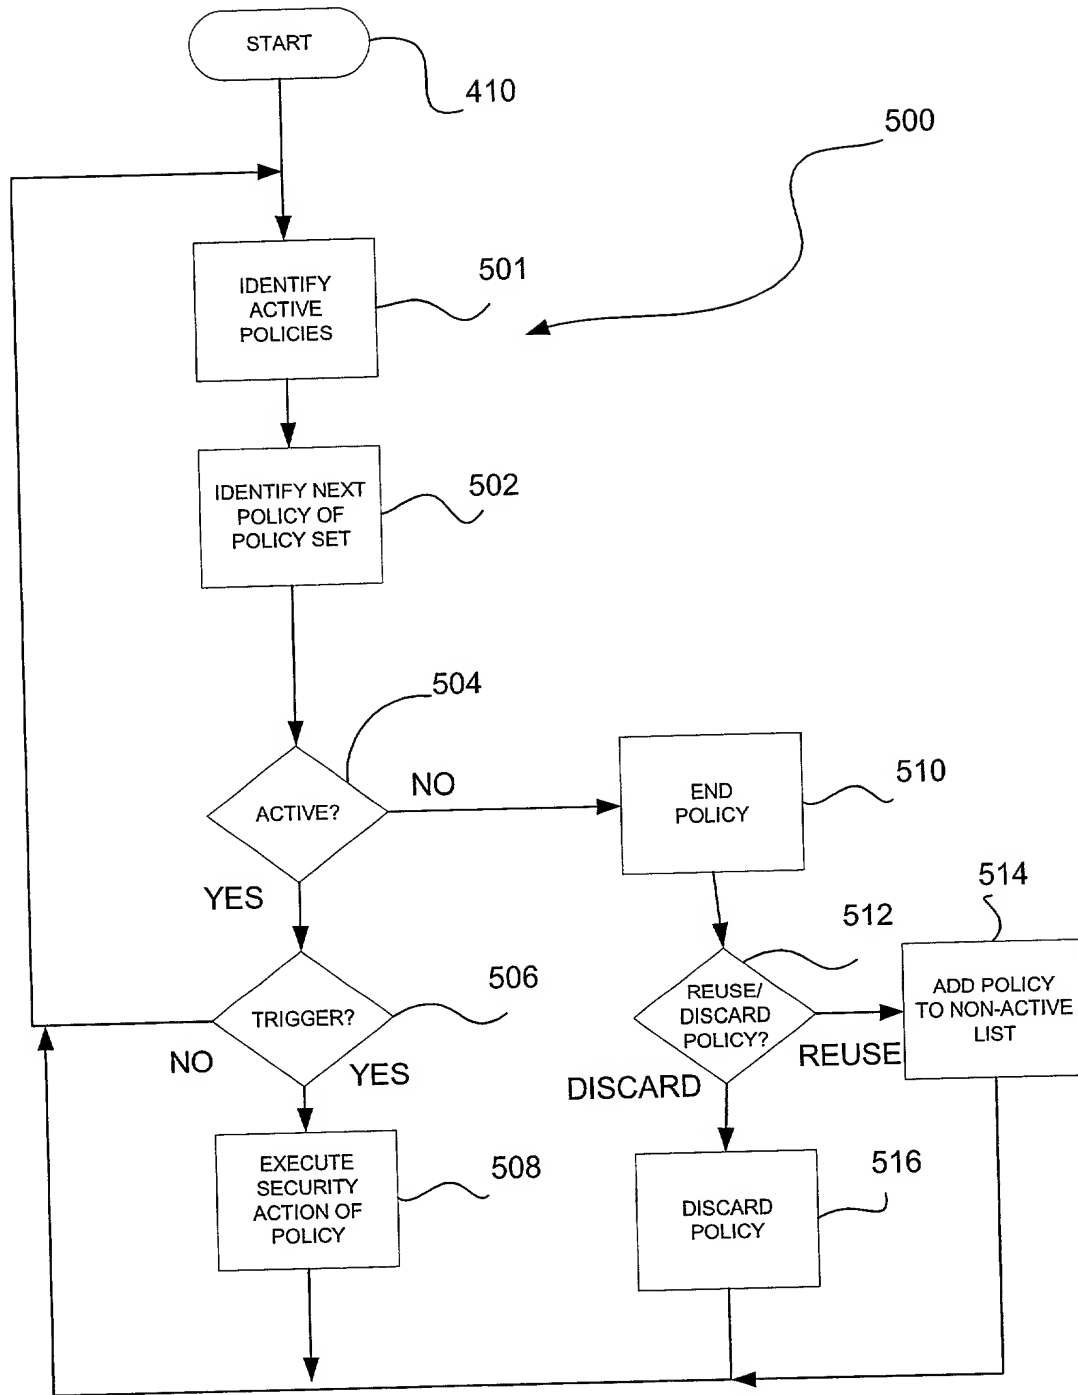 START
410
500
IDENTIFY
ACTIVE
POLICIES
501
IDENTIFY NEXT
POLICY OF
POLICY SET
502
504
ACTIVE?
NO
YES
END
POLICY
510
514
512
REUSE/
DISCARD
POLICY?
REUSE
DISCARD
ADD POLICY
TO NON-ACTIVE
LIST
506
TRIGGER?
NO
YES
EXECUTE
SECURITY
ACTION OF
POLICY
508
DISCARD
POLICY
516